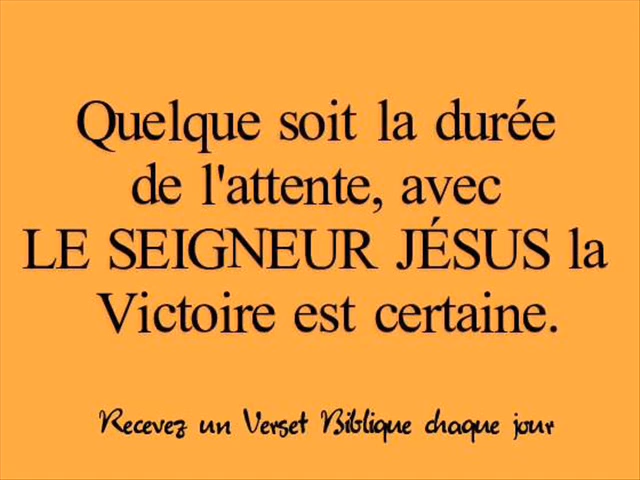 Quelque soit la durée
de l'attente, avec
LE SEIGNEUR JÉSUS la
Victoire est certaine.
Recevez un Verset Biblique chaque jour